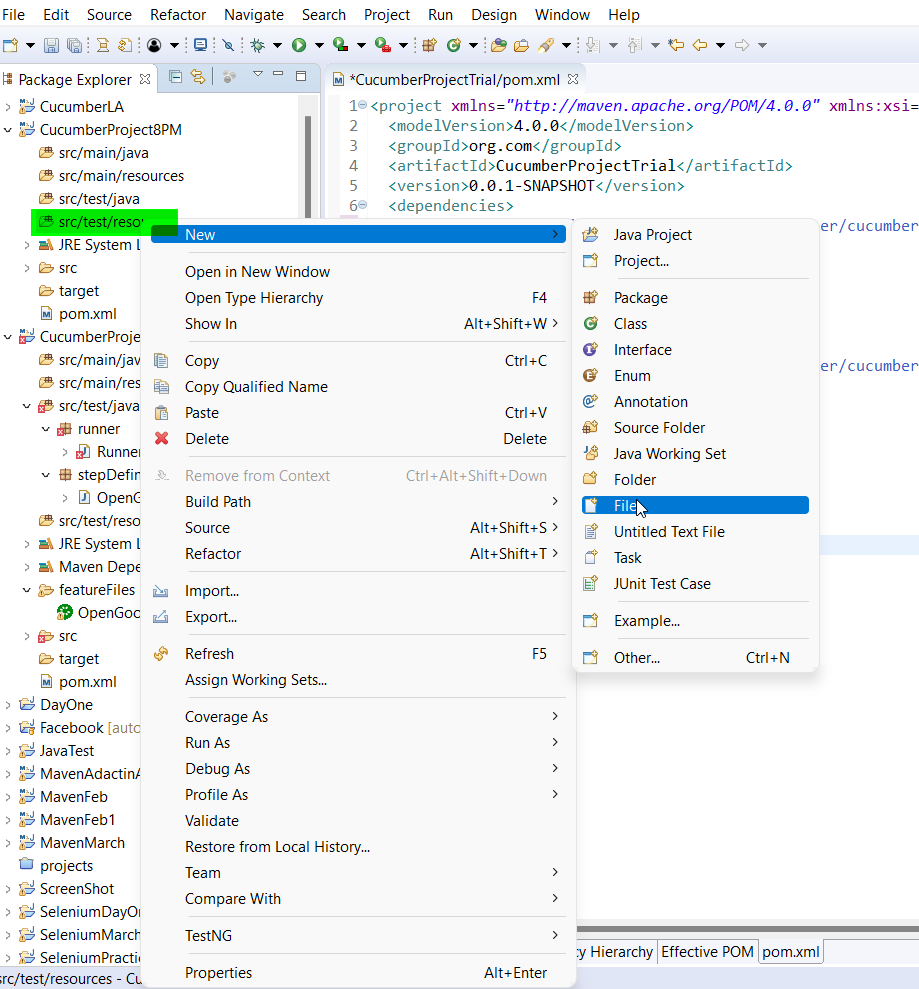 File Edit Source Refactor Navigate Search Project Run Design Window Help
Package Explorer
*CucumberProjectTrial/pom.xml
CucumberLA
CucumberProject8PM
src/main/java
src/main/resources
src/test/java
src/test/resou
JRE System L
src
target
pom.xml
CucumberProje
src/main/jav
src/main/res
src/test/java
runner
Runner
stepDefin
OpenG
src/test/reso
JRE System L
Maven Depe
featureFiles
OpenGoo
src
target
pom.xml
DayOne
Facebook [auto
JavaTest
MavenAdactinA
MavenFeb
MavenFeb1
MavenMarch
projects
ScreenShot
SeleniumDayOn
SeleniumMarch
SeleniumPractic
src/test/resources - Cu
1 <project xmlns="http://maven.apache.org/POM/4.0.0" xmlns:xsi=
2 <modelVersion>4.0.0</modelVersion>
3 <groupId>org.com</groupId>
4 <artifactId>CucumberProjectTrial</artifactId>
5 <version>0.0.1-SNAPSHOT</version>
6 <dependencies>
er/cucumber
er/cucumber
New
Open in New Window
Open Type Hierarchy F4
Show In Alt+Shift+W
Copy Ctrl+C
Copy Qualified Name
Paste Ctrl+V
Delete Delete
Remove from Context Ctrl+Alt+Shift+Down
Build Path
Source Alt+Shift+S
Refactor Alt+Shift+T
Import...
Export...
Refresh F5
Assign Working Sets...
Coverage As
Run As
Debug As
Profile As
Validate
Restore from Local History...
Team
Compare With
TestNG
Properties Alt+Enter
Java Project
Project...
Package
Class
Interface
Enum
Annotation
Source Folder
Java Working Set
Folder
File
Untitled Text File
Task
JUnit Test Case
Example...
Other... Ctrl+N
cy Hierarchy Effective POM pom.xml